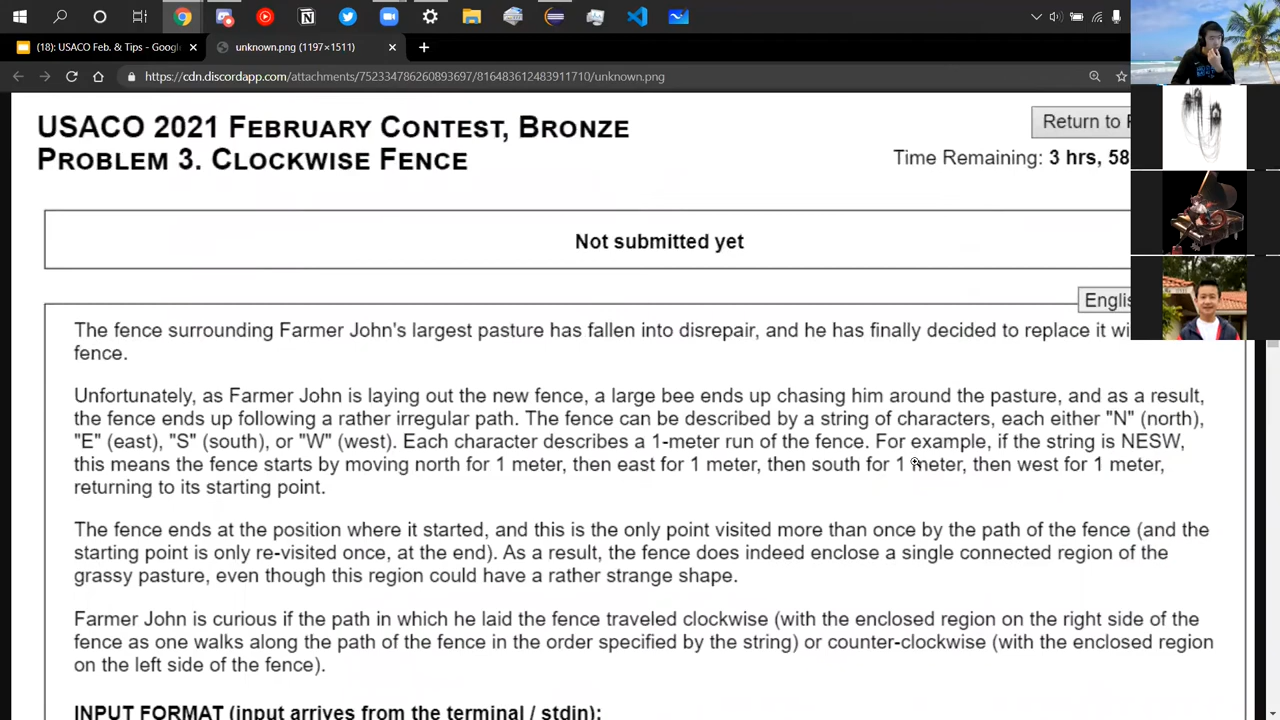 (18): USACO Feb. & Tips - Google
unknown.png (1197×1511)
https://cdn.discordapp.com/attachments/752334786260893697/816483612483911710/unknown.png
USACO 2021 February Contest, Bronze
Problem 3. Clockwise Fence
Return to
Time Remaining: 3 hrs, 58
Not submitted yet
Englis
The fence surrounding Farmer John's largest pasture has fallen into disrepair, and he has finally decided to replace it wi
fence.
Unfortunately, as Farmer John is laying out the new fence, a large bee ends up chasing him around the pasture, and as a result,
the fence ends up following a rather irregular path. The fence can be described by a string of characters, each either "N" (north),
"E" (east), "S" (south), or "W" (west). Each character describes a 1-meter run of the fence. For example, if the string is NESW,
this means the fence starts by moving north for 1 meter, then east for 1 meter, then south for 1 meter, then west for 1 meter,
returning to its starting point.
The fence ends at the position where it started, and this is the only point visited more than once by the path of the fence (and the
starting point is only re-visited once, at the end). As a result, the fence does indeed enclose a single connected region of the
grassy pasture, even though this region could have a rather strange shape.
Farmer John is curious if the path in which he laid the fence traveled clockwise (with the enclosed region on the right side of the
fence as one walks along the path of the fence in the order specified by the string) or counter-clockwise (with the enclosed region
on the left side of the fence).
INPUT FORMAT (input arrives from the terminal / stdin):